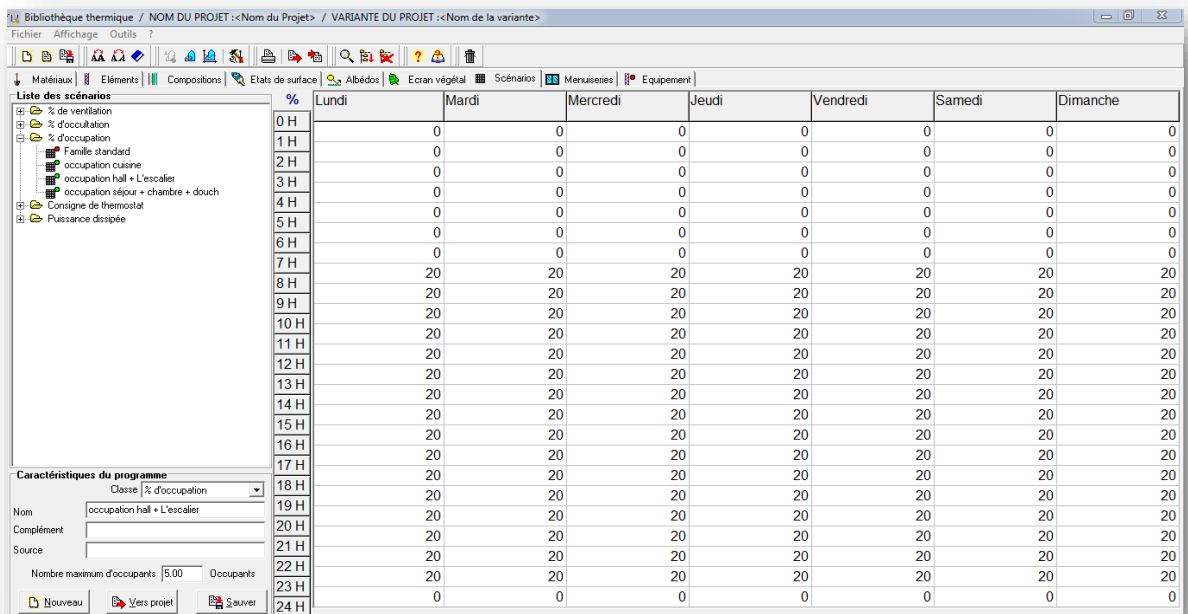 Bibliothèque thermique / NOM DU PROJET :<Nom du Projet> / VARIANTE DU PROJET :<Nom de la variante>
Fichier Affichage Outils ?
Matériaux Eléments Compositions Etats de surface Albédos Ecran végétal Scénarios Menuiseries Equipement
Liste des scénarios
% de ventilation
% d'occultation
% d'occupation
Famille standard
occupation cuisine
occupation hall + L'escalier
occupation séjour + chambre + douch
Consigne de thermostat
Puissance dissipée
Caractéristiques du programme
Classe % d'occupation
Nom occupation hall + L'escalier
Complément
Source
Nombre maximum d'occupants 5.00 Occupants
Nouveau Vers projet Sauver
% Lundi Mardi Mercredi Jeudi Vendredi Samedi Dimanche
0 H
0 0 0 0 0 0 0
1 H
0 0 0 0 0 0 0
2 H
0 0 0 0 0 0 0
3 H
0 0 0 0 0 0 0
4 H
0 0 0 0 0 0 0
5 H
0 0 0 0 0 0 0
6 H
0 0 0 0 0 0 0
7 H
20 20 20 20 20 20 20
8 H
20 20 20 20 20 20 20
9 H
20 20 20 20 20 20 20
10 H
20 20 20 20 20 20 20
11 H
20 20 20 20 20 20 20
12 H
20 20 20 20 20 20 20
13 H
20 20 20 20 20 20 20
14 H
20 20 20 20 20 20 20
15 H
20 20 20 20 20 20 20
16 H
20 20 20 20 20 20 20
17 H
20 20 20 20 20 20 20
18 H
20 20 20 20 20 20 20
19 H
20 20 20 20 20 20 20
20 H
20 20 20 20 20 20 20
21 H
20 20 20 20 20 20 20
22 H
20 20 20 20 20 20 20
23 H
0 0 0 0 0 0 0
24 H